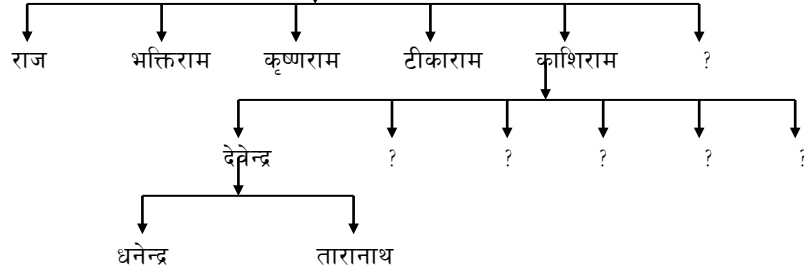 राज भक्तिराम कृष्णराम टीकाराम काशिराम ?
देवेन्द्र ? ? ? ? ?
धनेन्द्र तारानाथ